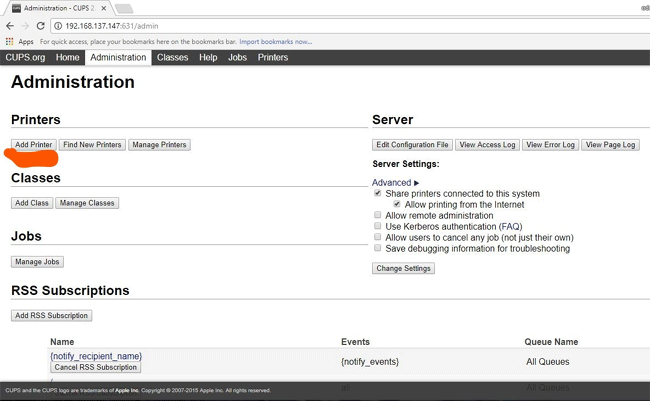 Administration - CUPS 2.
192.168.137.147:631/admin
Apps For quick access, place your bookmarks here on the bookmarks bar. Import bookmarks now...
CUPS.org Home Administration Classes Help Jobs Printers
Administration
Printers
Add Printer Find New Printers Manage Printers
Classes
Add Class Manage Classes
Jobs
Manage Jobs
Server
Edit Configuration File View Access Log View Error Log View Page Log
Server Settings:
Advanced ▶
Share printers connected to this system
Allow printing from the Internet
Allow remote administration
Use Kerberos authentication (FAQ)
Allow users to cancel any job (not just their own)
Save debugging information for troubleshooting
Change Settings
RSS Subscriptions
Add RSS Subscription
Name Events Queue Name
{notify_recipient_name} {notify_events} All Queues
Cancel RSS Subscription
All Queues
CUPS and the CUPS logo are trademarks of Apple Inc. Copyright © 2007-2015 Apple Inc. All rights reserved.